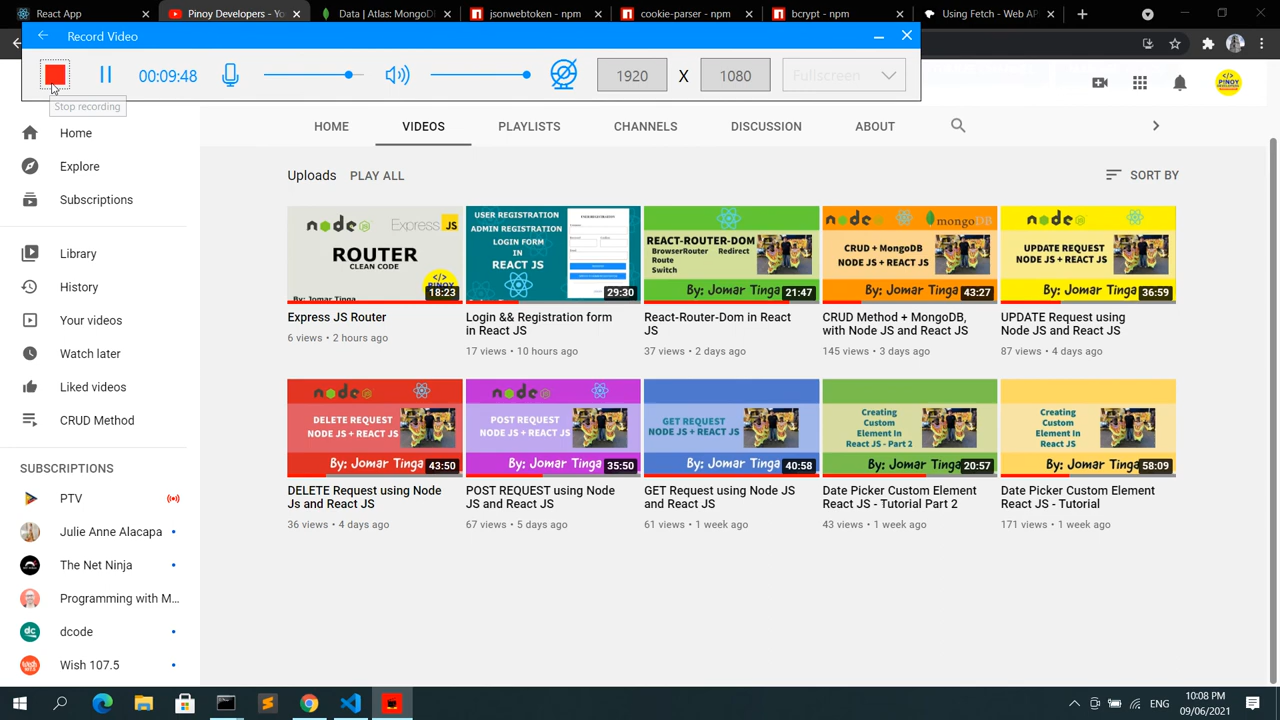 [MERN] JsonWebToken
Pinoy Developer - YouTube
jsonwebtoken - npm
cookie-parser - npm
bcrypt - npm
Using Fetch - Web AP
Record Video
00:09:48
1920
X
1080
Fullscreen
Stop recording
PINOY
Home
Explore
Subscriptions
Library
History
Your videos
Watch later
Liked videos
CRUD Method
SUBSCRIPTIONS
PTV
Julie Anne Alacapa
The Net Ninja
Programming with M...
dcode
Wish 107.5
HOME
VIDEOS
PLAYLISTS
CHANNELS
DISCUSSION
ABOUT
Uploads
PLAY ALL
SORT BY
node
Express JS
ROUTER
CLEAN CODE
PINOY
By: Jomar Tinga
18:23
Express JS Router
6 views • 2 hours ago
USER REGISTRATION
ADMIN REGISTRATION
LOGIN FORM
IN
REACT JS
29:30
Login && Registration form
in React JS
17 views • 10 hours ago
REACT-ROUTER-DOM
BrowserRouter Redirect
Route
Switch
By: Jomar Tinga
21:47
React-Router-Dom in React
JS
37 views • 2 days ago
node
mongoDB
CRUD + MongoDB
NODE JS + REACT JS
By: Jomar Tinga
43:27
CRUD Method + MongoDB,
with Node JS and React JS
145 views • 3 days ago
node
UPDATE REQUEST
NODE JS + REACT JS
By: Jomar Tinga
36:59
UPDATE Request using
Node JS and React JS
87 views • 4 days ago
node
DELETE REQUEST
NODE JS + REACT JS
By: Jomar Tinga
43:50
DELETE Request using Node
Js and React JS
36 views • 4 days ago
node
POST REQUEST
NODE JS + REACT JS
By: Jomar Tinga
35:50
POST REQUEST using Node
JS and React JS
67 views • 5 days ago
GET REQUEST
NODE JS + REACT JS
By: Jomar Tinga
40:58
GET Request using Node JS
and React JS
61 views • 1 week ago
Creating
Custom
Element In
React JS - Part 2
By: Jomar Tinga
20:57
Date Picker Custom Element
React JS - Tutorial Part 2
43 views • 1 week ago
Creating
Custom
Element In
React JS
By: Jomar Tinga
58:09
Date Picker Custom Element
React JS - Tutorial
171 views • 1 week ago
ENG
10:08 PM
09/06/2021